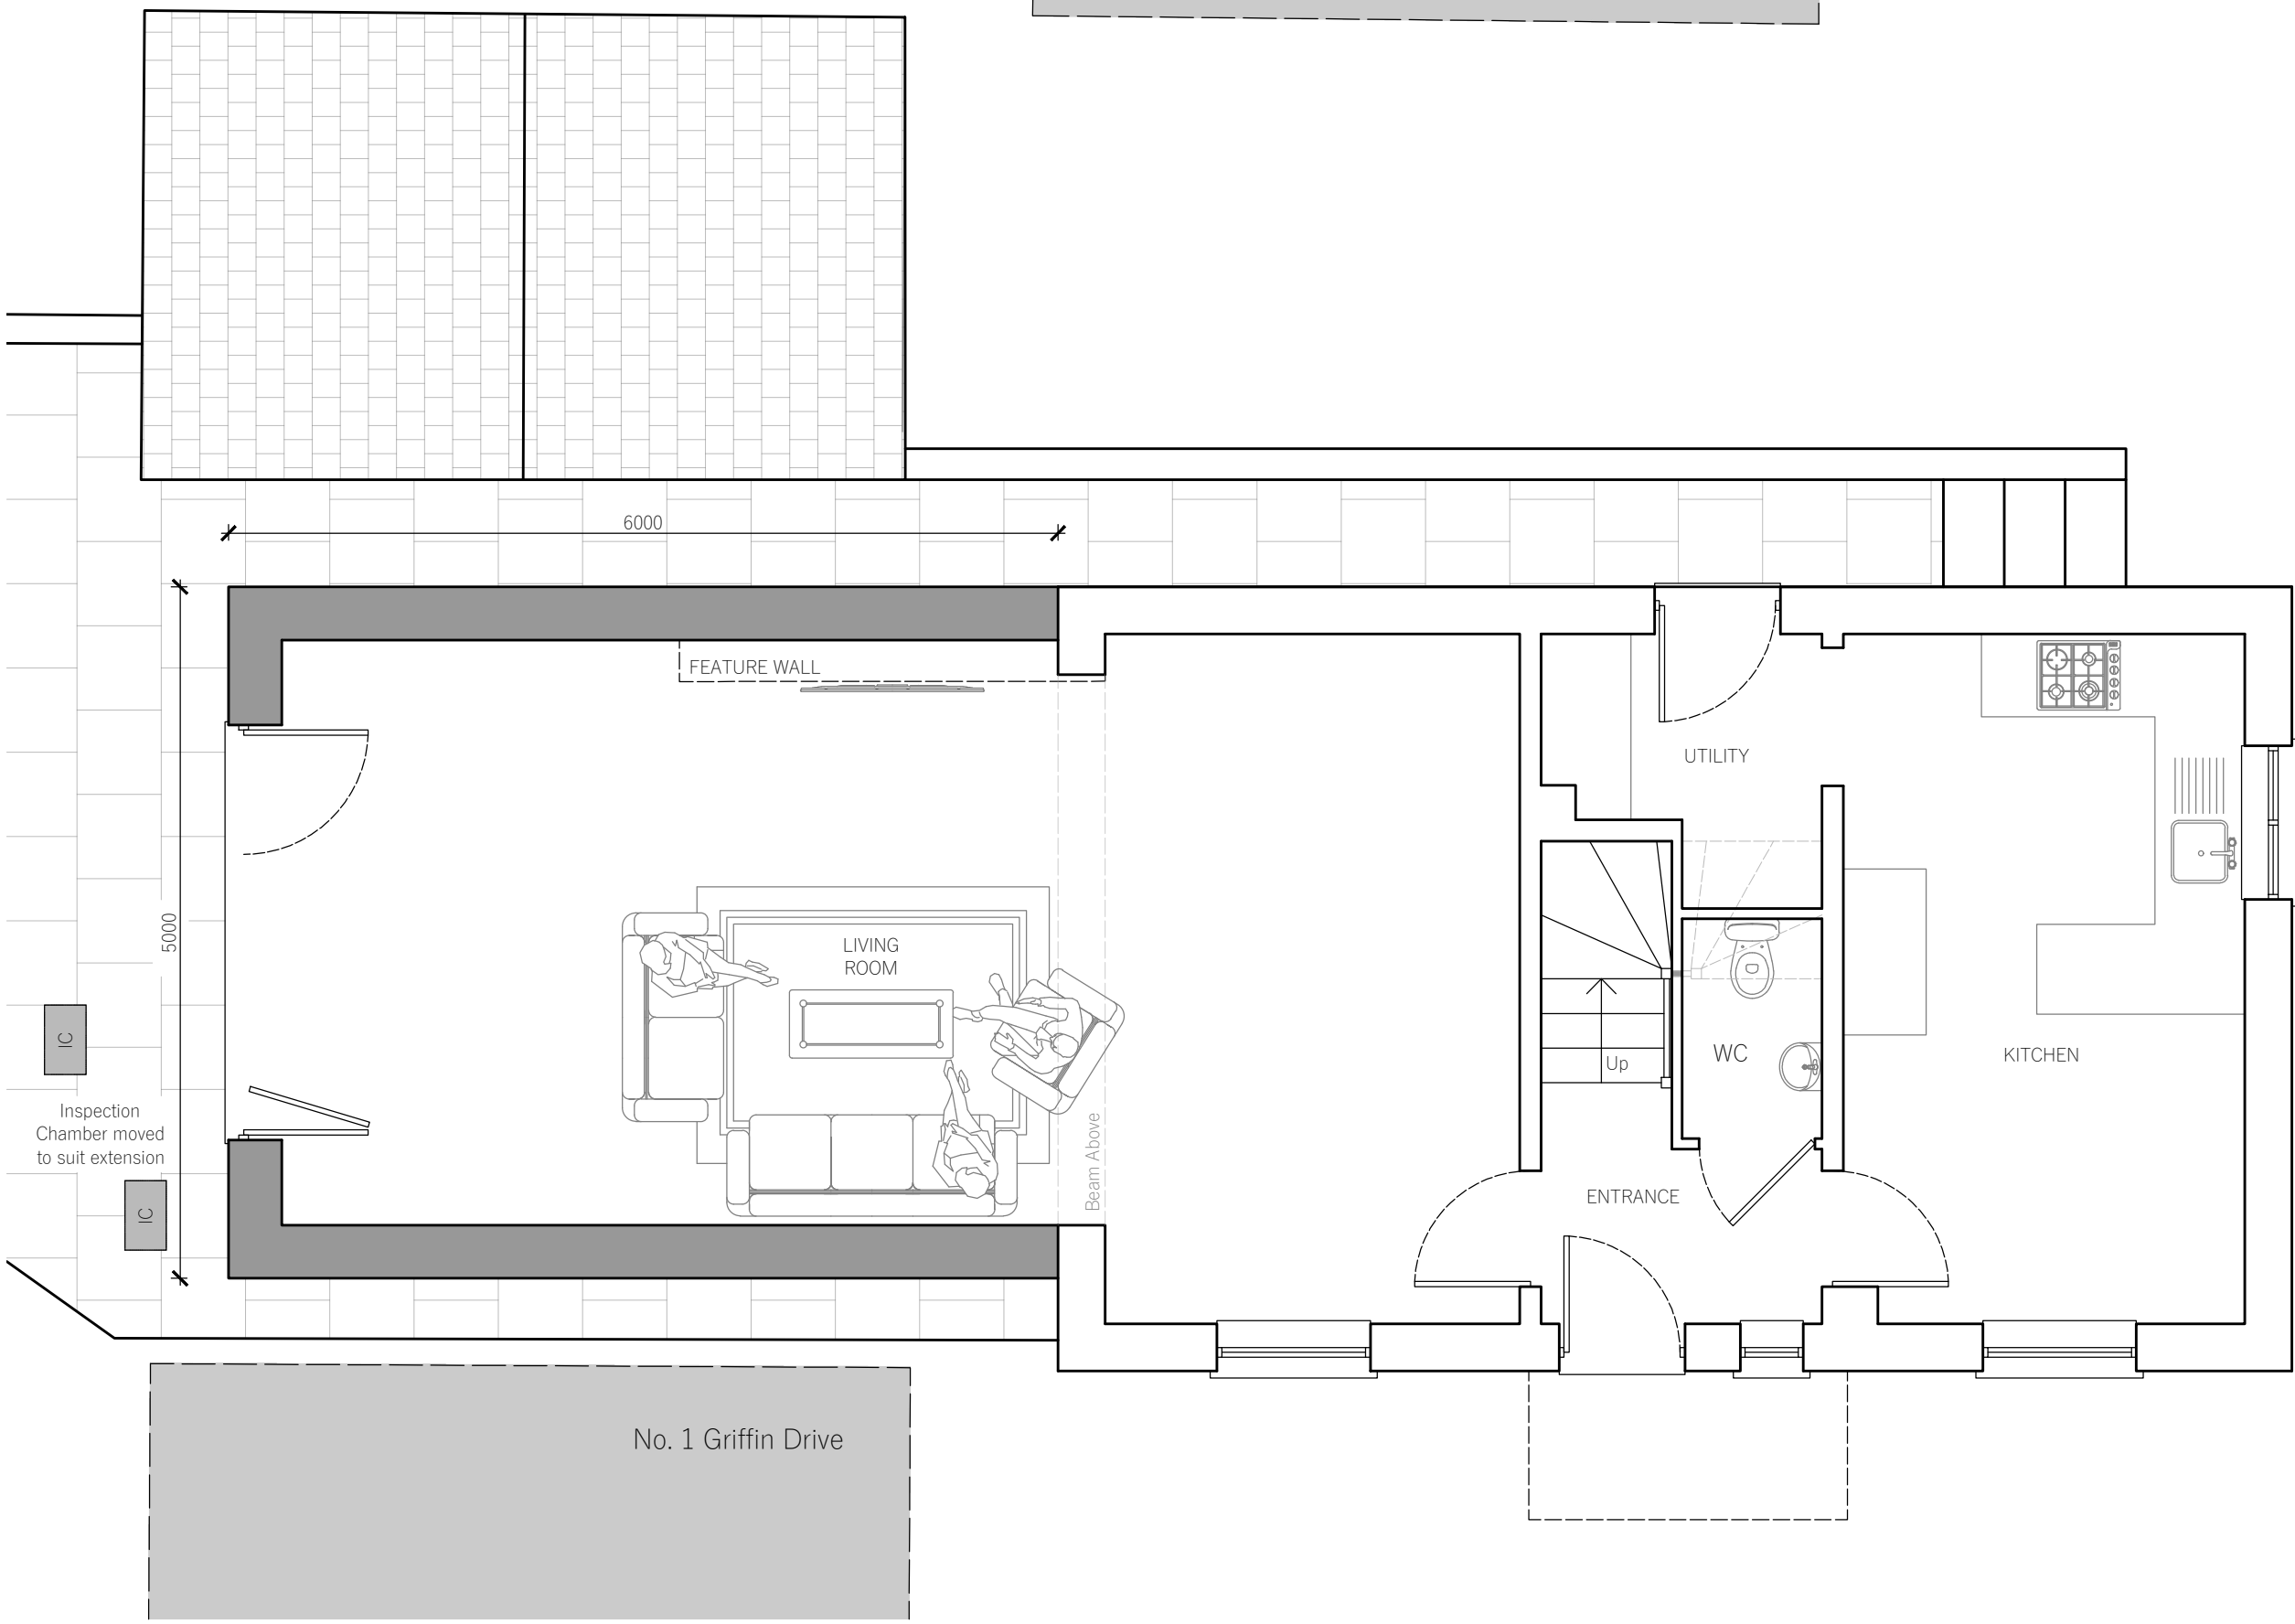 6000
FEATURE WALL
UTILITY
5000
LIVING
ROOM
IC
Up
WC
KITCHEN
Inspection
Chamber moved
to suit extension
Beam Above
ENTRANCE
IC
No. 1 Griffin Drive